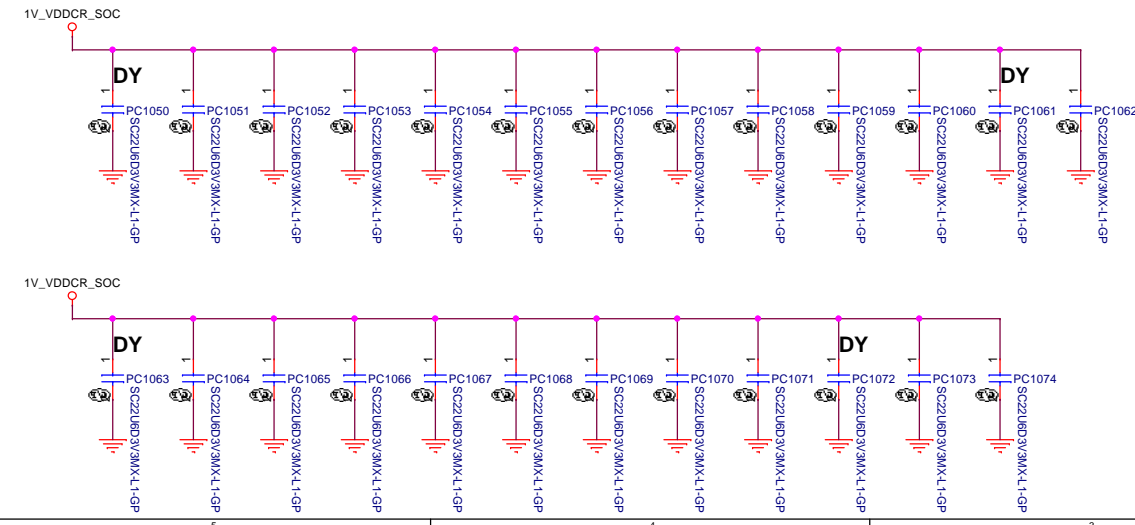 1V_VDDCR_SOC
DY DY
1 1 1 1 1 1 1 1 1 1 1 1 1
PC1050 PC1051 PC1052 PC1053 PC1054 PC1055 PC1056 PC1057 PC1058 PC1059 PC1060 PC1061 PC1062
SC22U6D3V3MX-L1-GP SC22U6D3V3MX-L1-GP SC22U6D3V3MX-L1-GP SC22U6D3V3MX-L1-GP SC22U6D3V3MX-L1-GP SC22U6D3V3MX-L1-GP SC22U6D3V3MX-L1-GP SC22U6D3V3MX-L1-GP SC22U6D3V3MX-L1-GP SC22U6D3V3MX-L1-GP SC22U6D3V3MX-L1-GP SC22U6D3V3MX-L1-GP SC22U6D3V3MX-L1-GP
1V_VDDCR_SOC
DY DY
1 1 1 1 1 1 1 1 1 1 1 1
PC1063 PC1064 PC1065 PC1066 PC1067 PC1068 PC1069 PC1070 PC1071 PC1072 PC1073 PC1074
SC22U6D3V3MX-L1-GP SC22U6D3V3MX-L1-GP SC22U6D3V3MX-L1-GP SC22U6D3V3MX-L1-GP SC22U6D3V3MX-L1-GP SC22U6D3V3MX-L1-GP SC22U6D3V3MX-L1-GP SC22U6D3V3MX-L1-GP SC22U6D3V3MX-L1-GP SC22U6D3V3MX-L1-GP SC22U6D3V3MX-L1-GP SC22U6D3V3MX-L1-GP